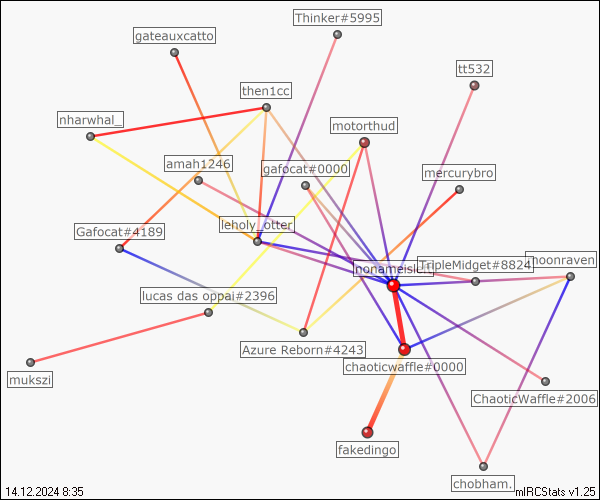 Thinker#5995
gateauxcatto
tt532
then1cc
nharwhal_
motorthud
amah1246
gafocat#0000
mercurybro
leholy_otter
Gafocat#4189
TripleMidget#8824
moonraven
lucas das oppai#2396
Azure Reborn#4243
chaoticwaffle#0000
mukszi
ChaoticWaffle#2006
fakedingo
chobham.
14.12.2024 8:35
mIRCStats v1.25